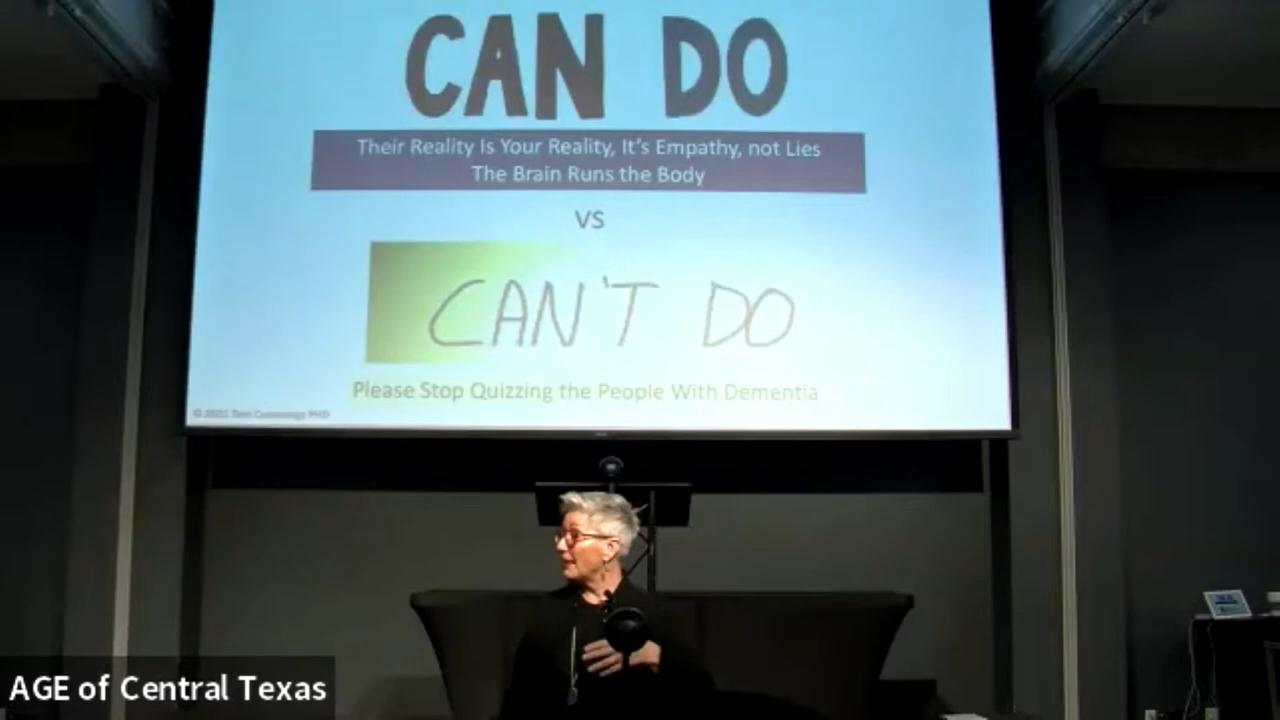 CAN DO
Their Reality Is Your Reality, It's Empathy, not Lies
The Brain Runs the Body
VS
CAN'T DO
Please Stop Quizzing the People With Dementia
AGE of Central Texas